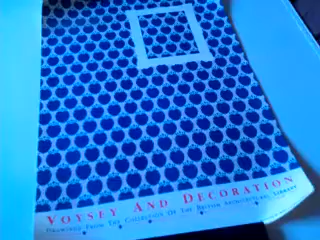 VOYSEY AND DECORATION
DRAWINGS FROM THE COLLECTION OF THE BRITISH ARCHITECTURAL LIBRARY